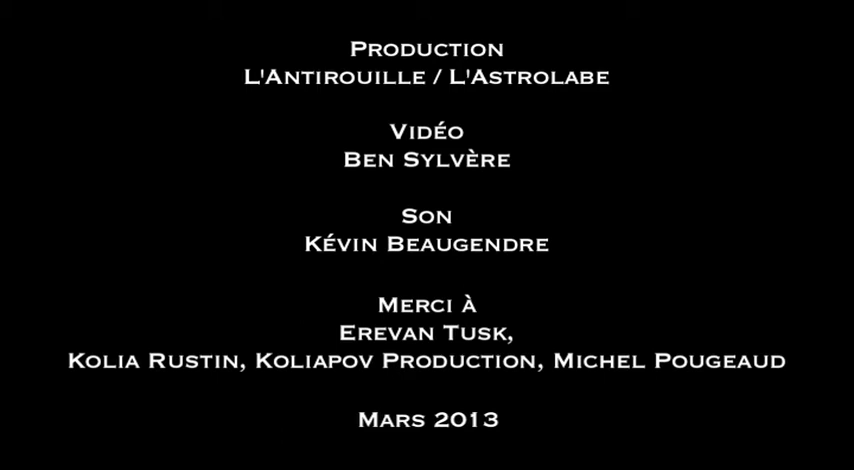 Production
L'Antirouille / L'Astrolabe
Vidéo
Ben Sylvère
Son
Kévin Beaugendre
Merci à
Erevan Tusk,
Kolia Rustin, Koliapov Production, Michel Pougeaud
Mars 2013